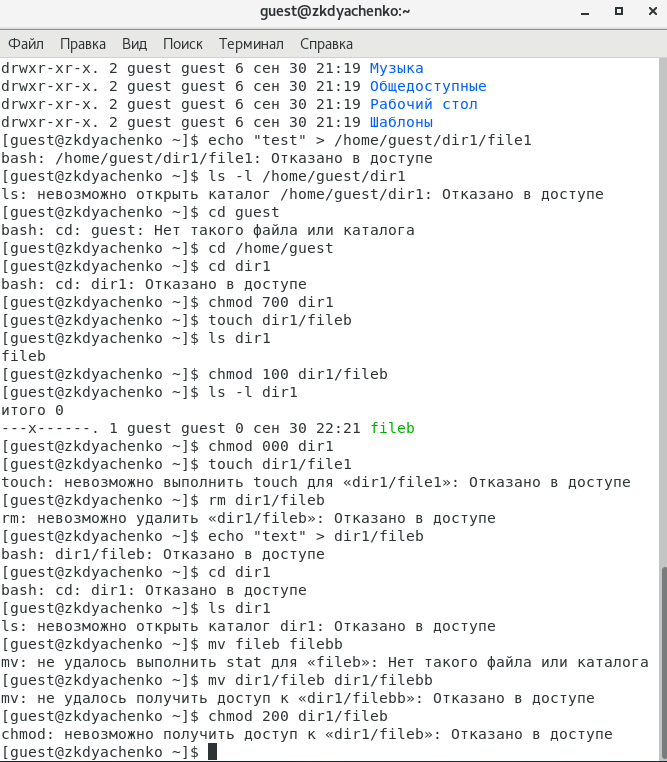 guest@zkdyachenko:~
Файл Правка Вид Поиск Терминал Справка
drwxr-xr-x. 2 guest guest 6 сен 30 21:19 Музыка
drwxr-xr-x. 2 guest guest 6 сен 30 21:19 Общедоступные
drwxr-xr-x. 2 guest guest 6 сен 30 21:19 Рабочий стол
drwxr-xr-x. 2 guest guest 6 сен 30 21:19 Шаблоны
[guest@zkdyachenko ~]$ echo "test" > /home/guest/dir1/file1
bash: /home/guest/dir1/file1: Отказано в доступе
[guest@zkdyachenko ~]$ ls -l /home/guest/dir1
ls: невозможно открыть каталог /home/guest/dir1: Отказано в доступе
[guest@zkdyachenko ~]$ cd guest
bash: cd: guest: Нет такого файла или каталога
[guest@zkdyachenko ~]$ cd /home/guest
[guest@zkdyachenko ~]$ cd dir1
bash: cd: dir1: Отказано в доступе
[guest@zkdyachenko ~]$ chmod 700 dir1
[guest@zkdyachenko ~]$ touch dir1/fileb
[guest@zkdyachenko ~]$ ls dir1
fileb
[guest@zkdyachenko ~]$ chmod 100 dir1/fileb
[guest@zkdyachenko ~]$ ls -l dir1
итого 0
---x------. 1 guest guest 0 сен 30 22:21 fileb
[guest@zkdyachenko ~]$ chmod 000 dir1
[guest@zkdyachenko ~]$ touch dir1/file1
touch: невозможно выполнить touch для «dir1/file1»: Отказано в доступе
[guest@zkdyachenko ~]$ rm dir1/fileb
rm: невозможно удалить «dir1/fileb»: Отказано в доступе
[guest@zkdyachenko ~]$ echo "text" > dir1/fileb
bash: dir1/fileb: Отказано в доступе
[guest@zkdyachenko ~]$ cd dir1
bash: cd: dir1: Отказано в доступе
[guest@zkdyachenko ~]$ ls dir1
ls: невозможно открыть каталог dir1: Отказано в доступе
[guest@zkdyachenko ~]$ mv fileb filebb
mv: не удалось выполнить stat для «fileb»: Нет такого файла или каталога
[guest@zkdyachenko ~]$ mv dir1/fileb dir1/filebb
mv: не удалось получить доступ к «dir1/filebb»: Отказано в доступе
[guest@zkdyachenko ~]$ chmod 200 dir1/fileb
chmod: невозможно получить доступ к «dir1/fileb»: Отказано в доступе
[guest@zkdyachenko ~]$